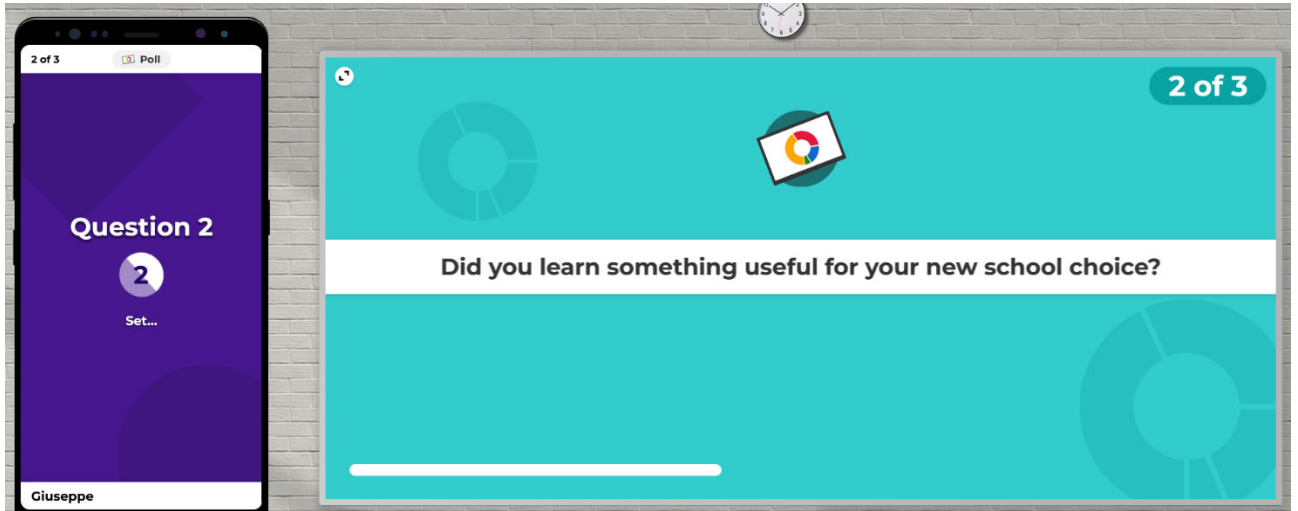 2 of 3
Poll
Question 2
2
Set...
Giuseppe
2 of 3
Did you learn something useful for your new school choice?